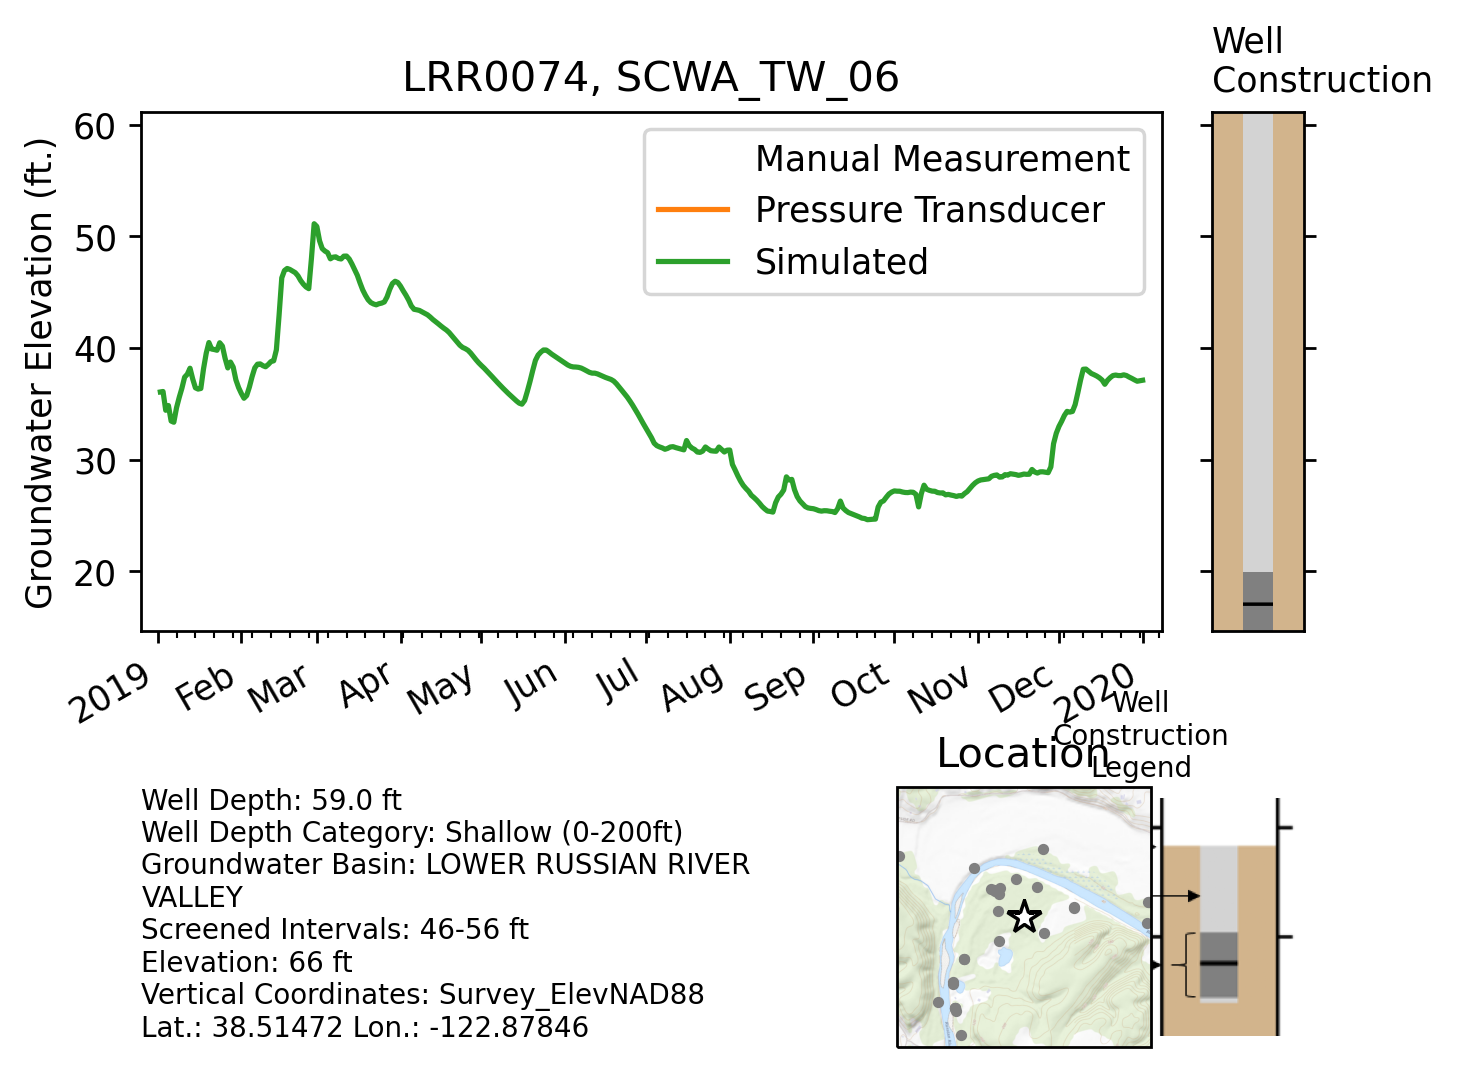 Well
Construction
LRR0074, SCWA_TW_06
Groundwater Elevation (ft.)
60
50
40
30
20
Manual Measurement
Pressure Transducer
Simulated
2019
Feb
Mar
Apr
May
Jun
Jul
Aug
Sep
Oct
Nov
Dec
2020
Well
Construction
Legend
Location
Well Depth: 59.0 ft
Well Depth Category: Shallow (0-200ft)
Groundwater Basin: LOWER RUSSIAN RIVER
VALLEY
Screened Intervals: 46-56 ft
Elevation: 66 ft
Vertical Coordinates: Survey_ElevNAD88
Lat.: 38.51472 Lon.: -122.87846